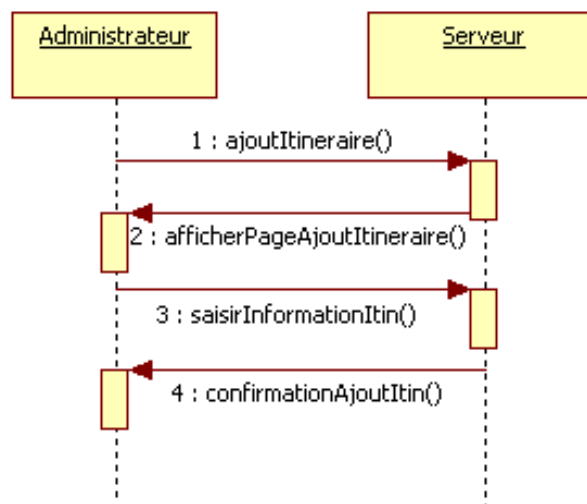 Administrateur
Serveur
1 : ajoutItineraire()
2 : afficherPageAjoutItineraire()
3 : saisirInformationItin()
4 : confirmationAjoutItin()